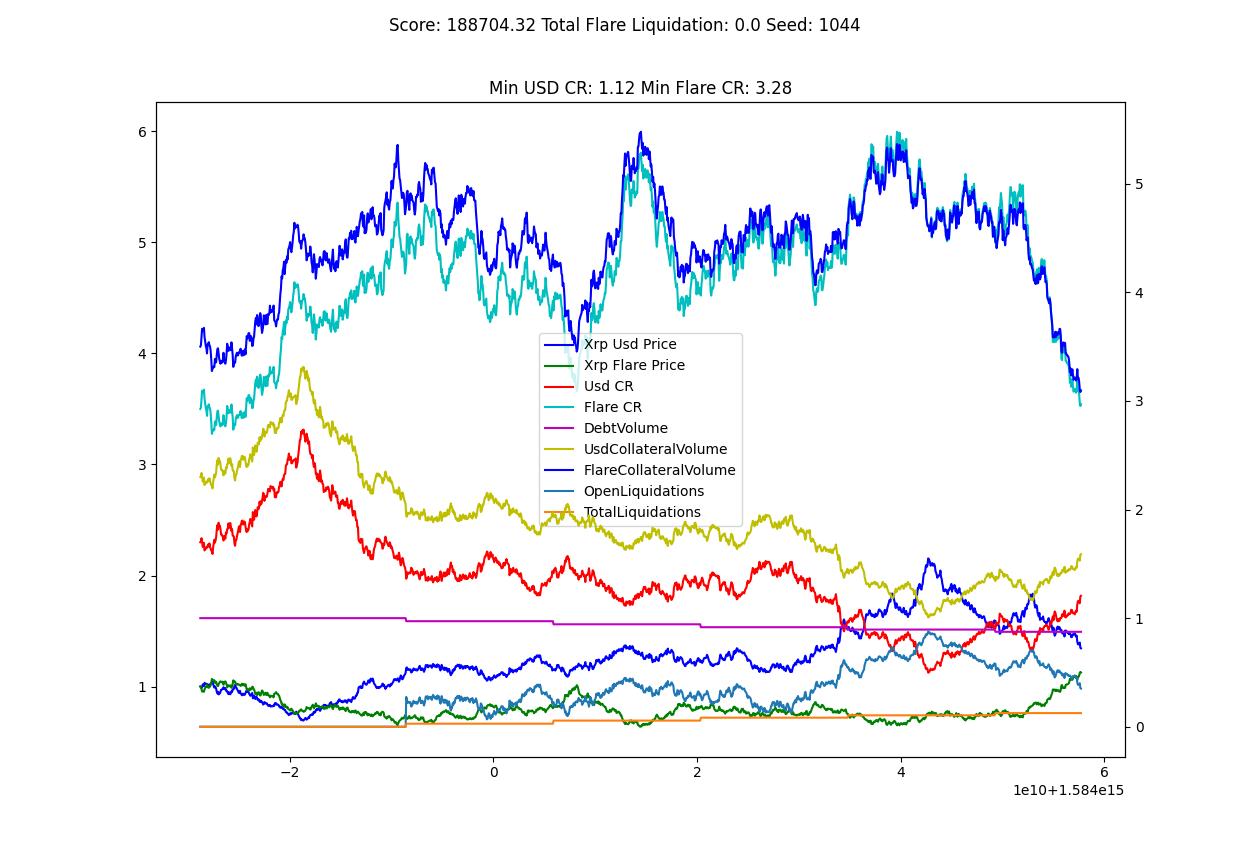 Score: 188704.32 Total Flare Liquidation: 0.0 Seed: 1044
Min USD CR: 1.12 Min Flare CR: 3.28
6
5
4
3
2
1
Xrp Usd Price
Xrp Flare Price
Usd CR
Flare CR
DebtVolume
UsdCollateralVolume
FlareCollateralVolume
OpenLiquidations
TotalLiquidations
5
4
3
2
1
0
−2 0 2 4 6
1e10+1.584e15